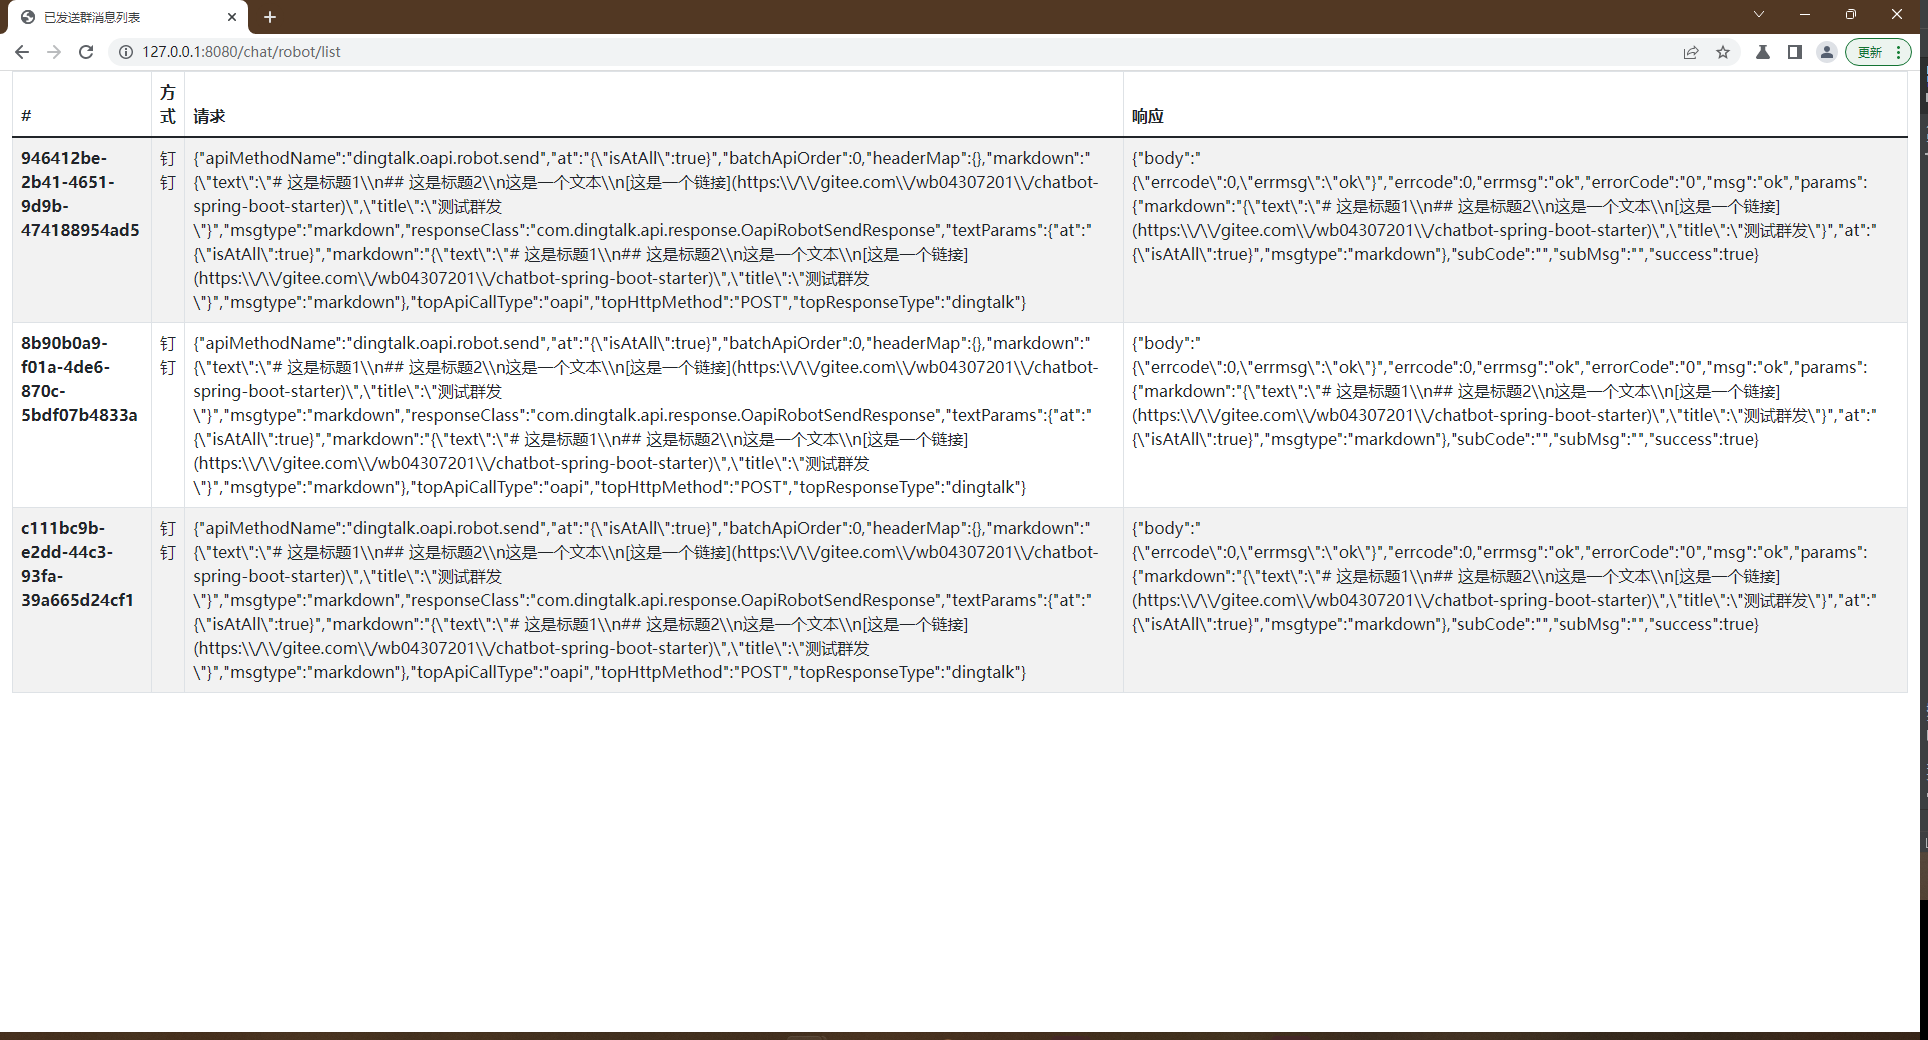 已发送群消息列表
127.0.0.1:8080/chat/robot/list
更新
#
方
式
请求
响应
946412be-
2b41-4651-
9d9b-
474188954ad5
钉
钉
{"apiMethodName":"dingtalk.oapi.robot.send","at":"{\"isAtAll\":true}","batchApiOrder":0,"headerMap":{},"markdown":"
{\"text\":\"# 这是标题1\\n## 这是标题2\\n这是一个文本\\n[这是一个链接](https:\\/\\/gitee.com\\/wb04307201\\/chatbot-
spring-boot-starter)\",\"title\":\"测试群发
\"}","msgtype":"markdown","responseClass":"com.dingtalk.api.response.OapiRobotSendResponse","textParams":{"at":"
{\"isAtAll\":true}","markdown":"{\"text\":\"# 这是标题1\\n## 这是标题2\\n这是一个文本\\n[这是一个链接]
(https:\\/\\/gitee.com\\/wb04307201\\/chatbot-spring-boot-starter)\",\"title\":\"测试群发
\"}","msgtype":"markdown"},"topApiCallType":"oapi","topHttpMethod":"POST","topResponseType":"dingtalk"}
{"body":"
{\"errcode\":0,\"errmsg\":\"ok\"}","errcode":0,"errmsg":"ok","errorCode":"0","msg":"ok","params":
{"markdown":"{\"text\":\"# 这是标题1\\n## 这是标题2\\n这是一个文本\\n[这是一个链接]
(https:\\/\\/gitee.com\\/wb04307201\\/chatbot-spring-boot-starter)\",\"title\":\"测试群发\"}","at":"
{\"isAtAll\":true}","msgtype":"markdown"},"subCode":"","subMsg":"","success":true}
8b90b0a9-
f01a-4de6-
870c-
5bdf07b4833a
钉
钉
{"apiMethodName":"dingtalk.oapi.robot.send","at":"{\"isAtAll\":true}","batchApiOrder":0,"headerMap":{},"markdown":"
{\"text\":\"# 这是标题1\\n## 这是标题2\\n这是一个文本\\n[这是一个链接](https:\\/\\/gitee.com\\/wb04307201\\/chatbot-
spring-boot-starter)\",\"title\":\"测试群发
\"}","msgtype":"markdown","responseClass":"com.dingtalk.api.response.OapiRobotSendResponse","textParams":{"at":"
{\"isAtAll\":true}","markdown":"{\"text\":\"# 这是标题1\\n## 这是标题2\\n这是一个文本\\n[这是一个链接]
(https:\\/\\/gitee.com\\/wb04307201\\/chatbot-spring-boot-starter)\",\"title\":\"测试群发
\"}","msgtype":"markdown"},"topApiCallType":"oapi","topHttpMethod":"POST","topResponseType":"dingtalk"}
{"body":"
{\"errcode\":0,\"errmsg\":\"ok\"}","errcode":0,"errmsg":"ok","errorCode":"0","msg":"ok","params":
{"markdown":"{\"text\":\"# 这是标题1\\n## 这是标题2\\n这是一个文本\\n[这是一个链接]
(https:\\/\\/gitee.com\\/wb04307201\\/chatbot-spring-boot-starter)\",\"title\":\"测试群发\"}","at":"
{\"isAtAll\":true}","msgtype":"markdown"},"subCode":"","subMsg":"","success":true}
c111bc9b-
e2dd-44c3-
93fa-
39a665d24cf1
钉
钉
{"apiMethodName":"dingtalk.oapi.robot.send","at":"{\"isAtAll\":true}","batchApiOrder":0,"headerMap":{},"markdown":"
{\"text\":\"# 这是标题1\\n## 这是标题2\\n这是一个文本\\n[这是一个链接](https:\\/\\/gitee.com\\/wb04307201\\/chatbot-
spring-boot-starter)\",\"title\":\"测试群发
\"}","msgtype":"markdown","responseClass":"com.dingtalk.api.response.OapiRobotSendResponse","textParams":{"at":"
{\"isAtAll\":true}","markdown":"{\"text\":\"# 这是标题1\\n## 这是标题2\\n这是一个文本\\n[这是一个链接]
(https:\\/\\/gitee.com\\/wb04307201\\/chatbot-spring-boot-starter)\",\"title\":\"测试群发
\"}","msgtype":"markdown"},"topApiCallType":"oapi","topHttpMethod":"POST","topResponseType":"dingtalk"}
{"body":"
{\"errcode\":0,\"errmsg\":\"ok\"}","errcode":0,"errmsg":"ok","errorCode":"0","msg":"ok","params":
{"markdown":"{\"text\":\"# 这是标题1\\n## 这是标题2\\n这是一个文本\\n[这是一个链接]
(https:\\/\\/gitee.com\\/wb04307201\\/chatbot-spring-boot-starter)\",\"title\":\"测试群发\"}","at":"
{\"isAtAll\":true}","msgtype":"markdown"},"subCode":"","subMsg":"","success":true}